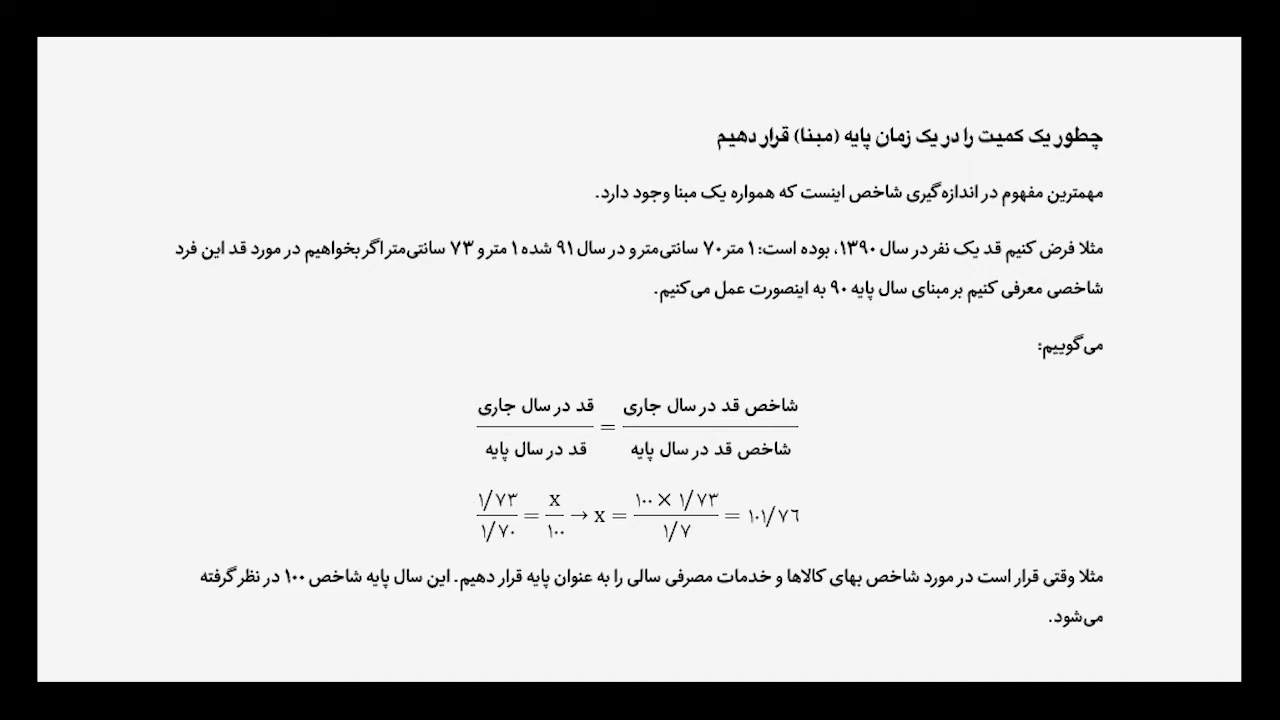 چطور یک کمیت را در یک زمان پایه (مبنا) قرار دهیم
مهمترین مفهوم در اندازه‌گیری شاخص اینست که همواره یک مبنا وجود دارد.
مثلا فرض کنیم قد یک نفر در سال ۱۳۹۰، بوده است: ۱ متر ۷۰ سانتی‌متر و در سال ۹۱ شده ۱ متر و ۷۳ سانتی‌متر اگر بخواهیم در مورد قد این فرد
شاخصی معرفی کنیم بر مبنای سال پایه ۹۰ به اینصورت عمل می‌کنیم.
می‌گوییم:
شاخص قد در سال جاری / شاخص قد در سال پایه = قد در سال جاری / قد در سال پایه
۱/۷۳ / ۱/۷۰ = x / ۱۰۰ → x = ۱۰۰ × ۱/۷۳ / ۱/۷ = ۱۰۱/۷۶
مثلا وقتی قرار است در مورد شاخص بهای کالاها و خدمات مصرفی سالی را به عنوان پایه قرار دهیم. این سال پایه شاخص ۱۰۰ در نظر گرفته
می‌شود.